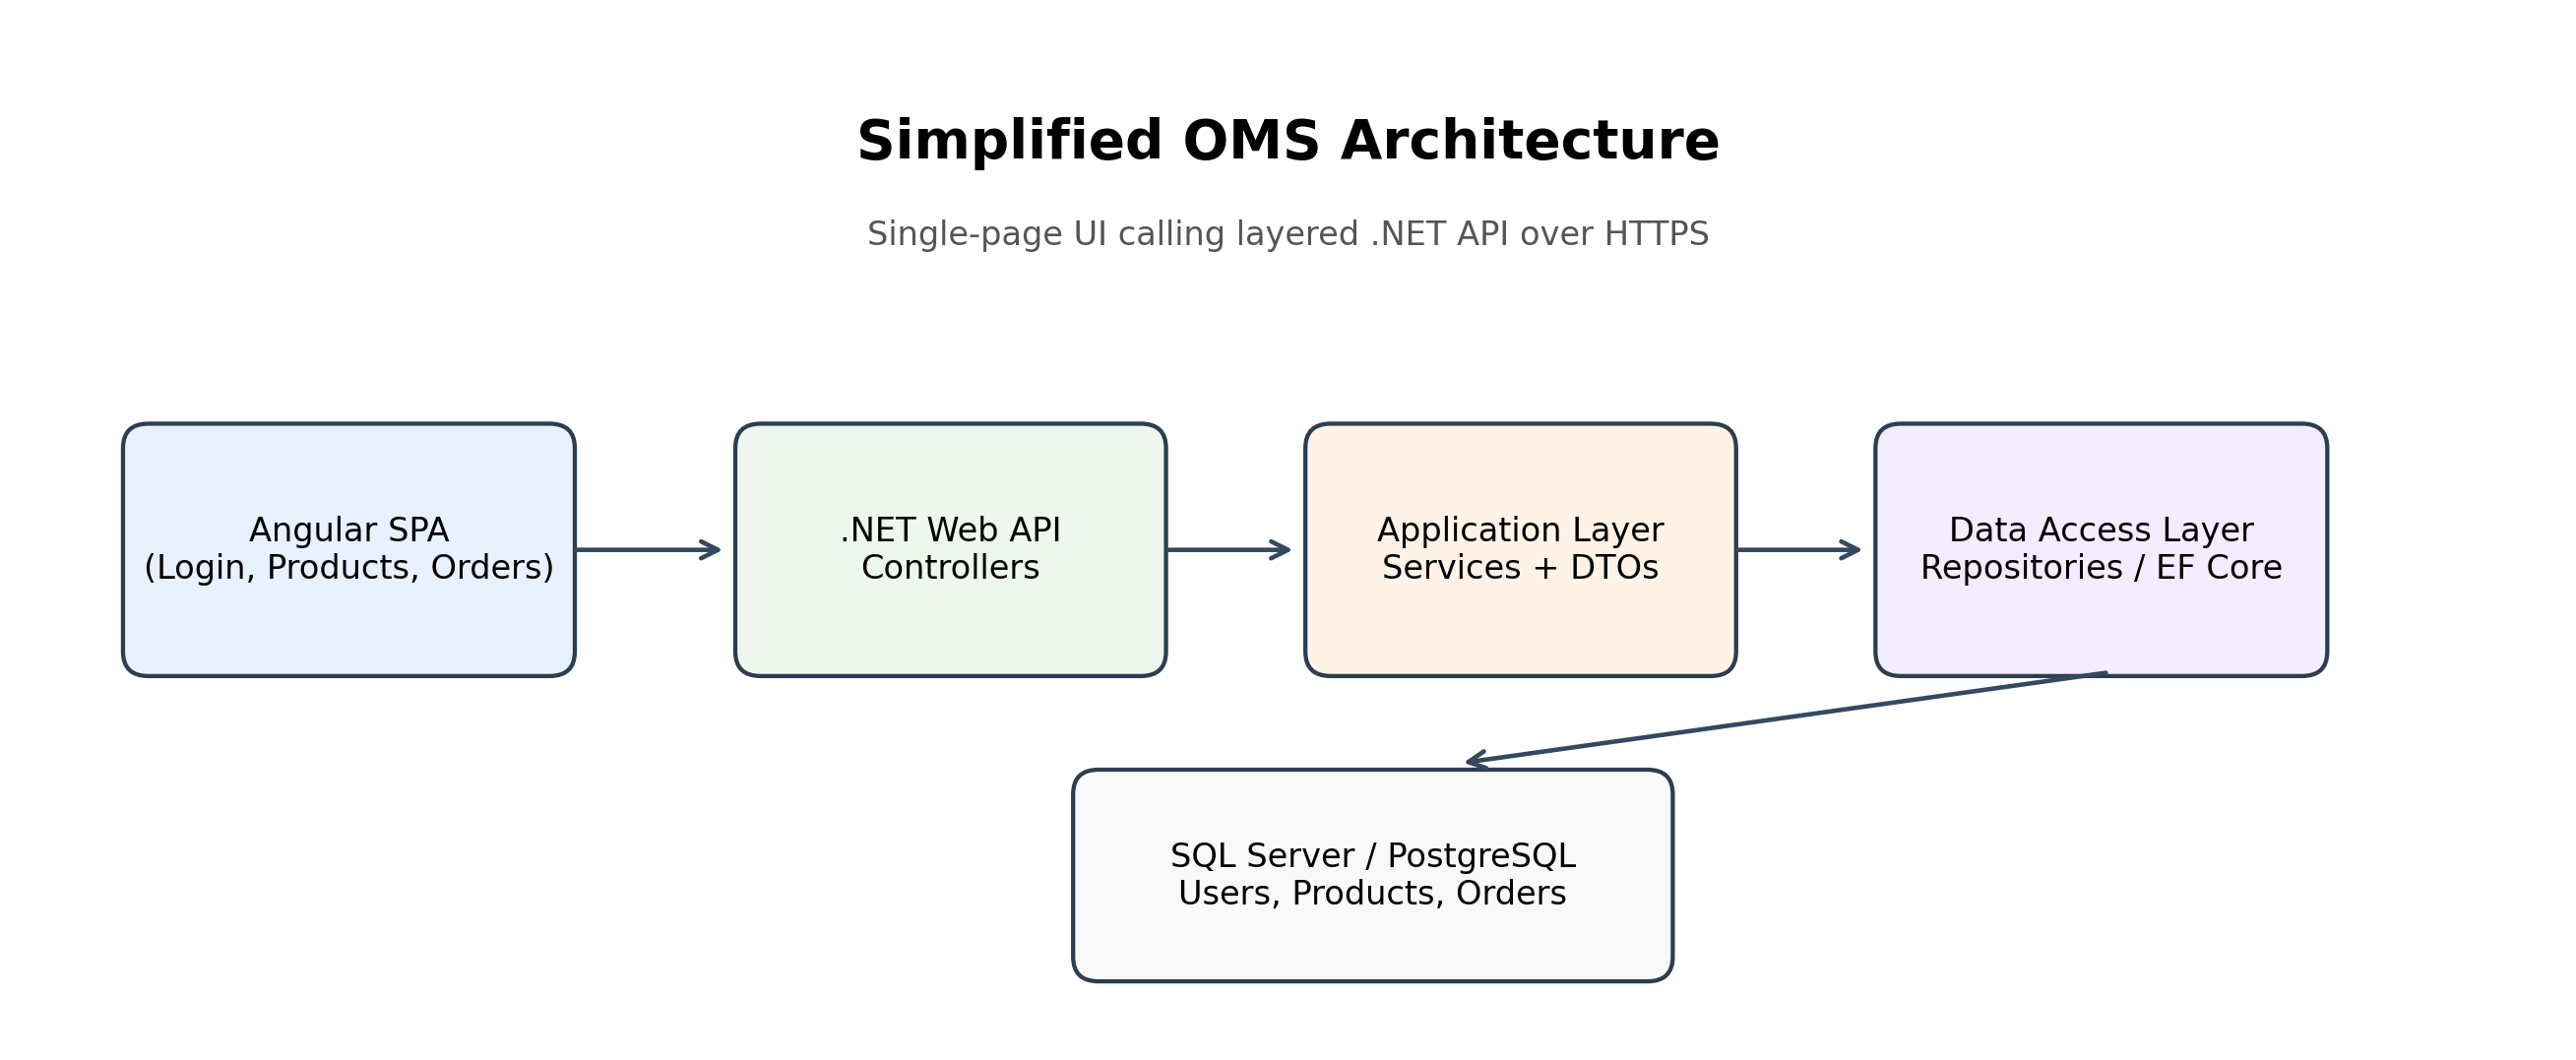 Simplified OMS Architecture
Single-page UI calling layered .NET API over HTTPS
Angular SPA
(Login, Products, Orders)
.NET Web API
Controllers
Application Layer
Services + DTOs
Data Access Layer
Repositories / EF Core
SQL Server / PostgreSQL
Users, Products, Orders